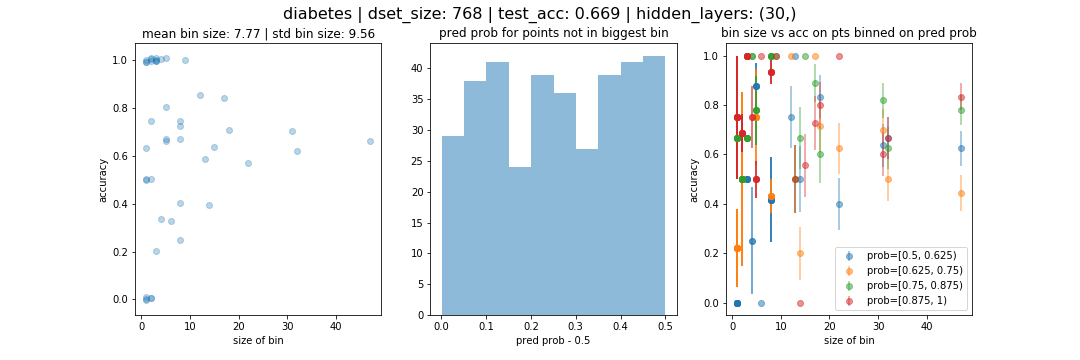 diabetes | dset_size: 768 | test_acc: 0.669 | hidden_layers: (30,)
mean bin size: 7.77 | std bin size: 9.56
accuracy
1.0
0.8
0.6
0.4
0.2
0.0
0
10
20
30
40
size of bin
pred prob for points not in biggest bin
40
35
30
25
20
15
10
5
0
0.0
0.1
0.2
0.3
0.4
0.5
pred prob - 0.5
bin size vs acc on pts binned on pred prob
accuracy
1.0
0.8
0.6
0.4
0.2
0.0
prob=[0.5, 0.625)
prob=[0.625, 0.75)
prob=[0.75, 0.875)
prob=[0.875, 1)
0
10
20
30
40
size of bin